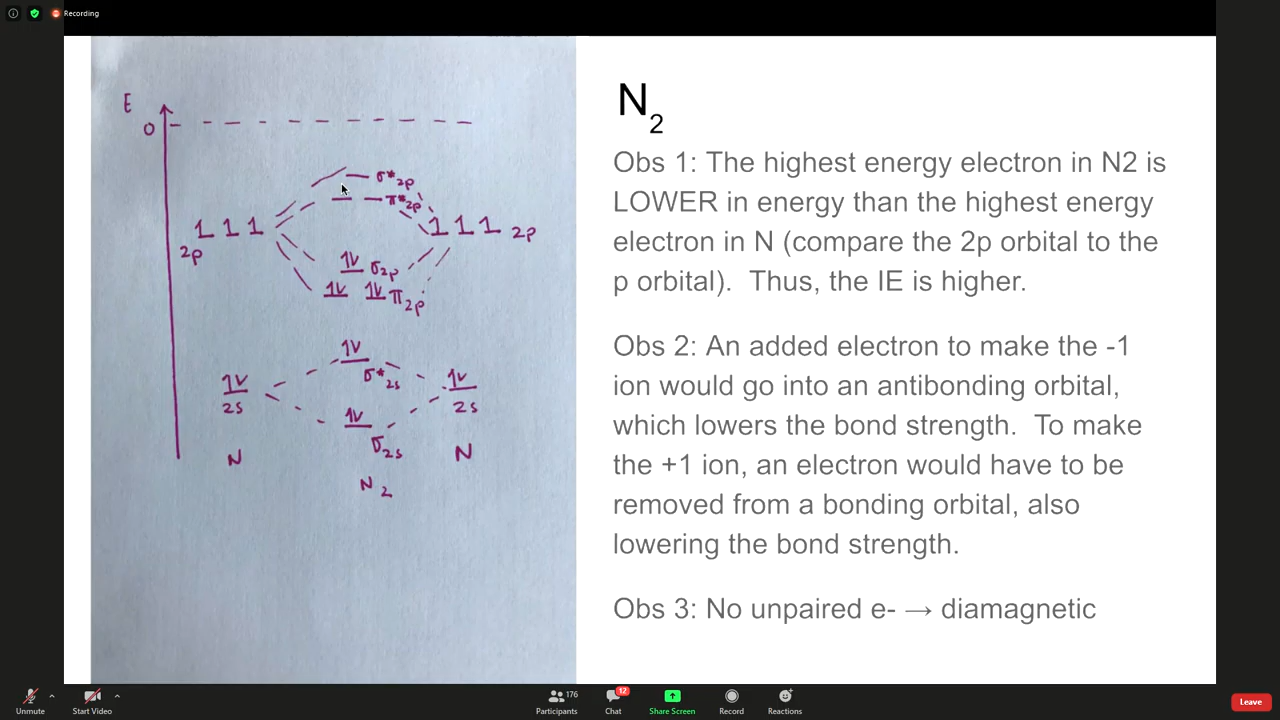 Recording
E
0
σ*2p
π*2p
2p
2p
σ2p
π2p
σ*2s
2s
2s
σ2s
N
N
N2
N2
Obs 1: The highest energy electron in N2 is
LOWER in energy than the highest energy
electron in N (compare the 2p orbital to the
p orbital). Thus, the IE is higher.
Obs 2: An added electron to make the -1
ion would go into an antibonding orbital,
which lowers the bond strength. To make
the +1 ion, an electron would have to be
removed from a bonding orbital, also
lowering the bond strength.
Obs 3: No unpaired e- → diamagnetic
Unmute
Start Video
176
Participants
12
Chat
Share Screen
Record
Reactions
Leave